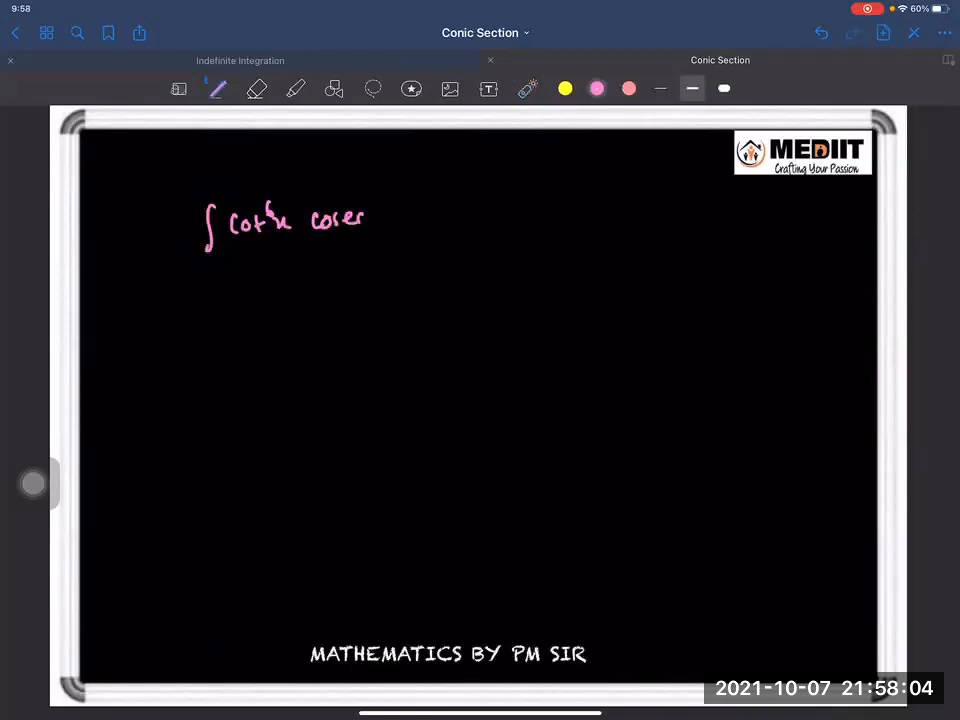 9:58
60%
Conic Section
Indefinite Integration
Conic Section
T
MEDIIT
Crafting Your Passion
∫ cot⁶x cosec
MATHEMATICS BY PM SIR
2021-10-07 21:58:04